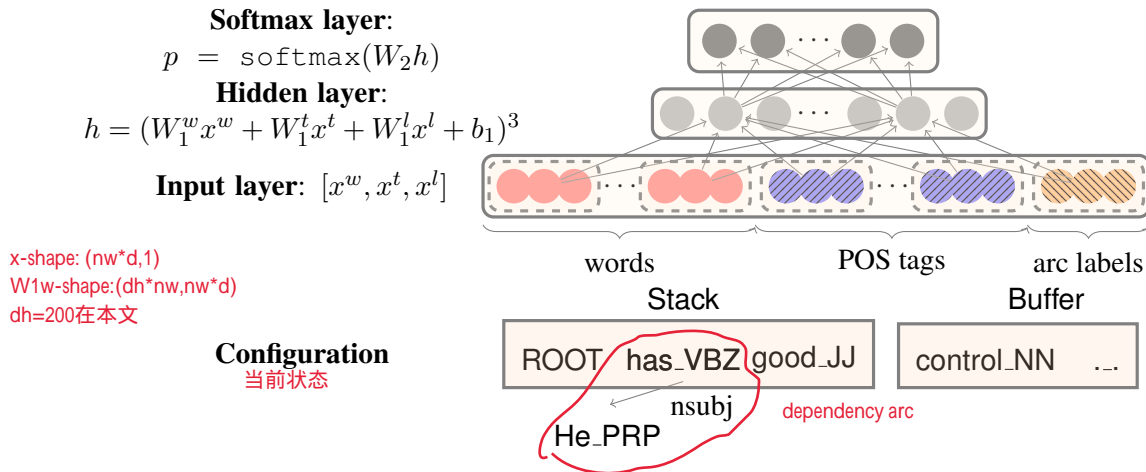 Softmax layer:
p = softmax(W₂h)
Hidden layer:
h = (W₁ʷxʷ + W₁ᵗxᵗ + W₁ˡxˡ + b₁)³
Input layer: [xʷ, xᵗ, xˡ]
··· 
···
··· ···
words POS tags arc labels
x-shape: (nw*d,1)
W1w-shape:(dh*nw,nw*d)
dh=200在本文
Stack Buffer
Configuration
当前状态
ROOT has_VBZ good_JJ control_NN ._.
nsubj
dependency arc
He_PRP